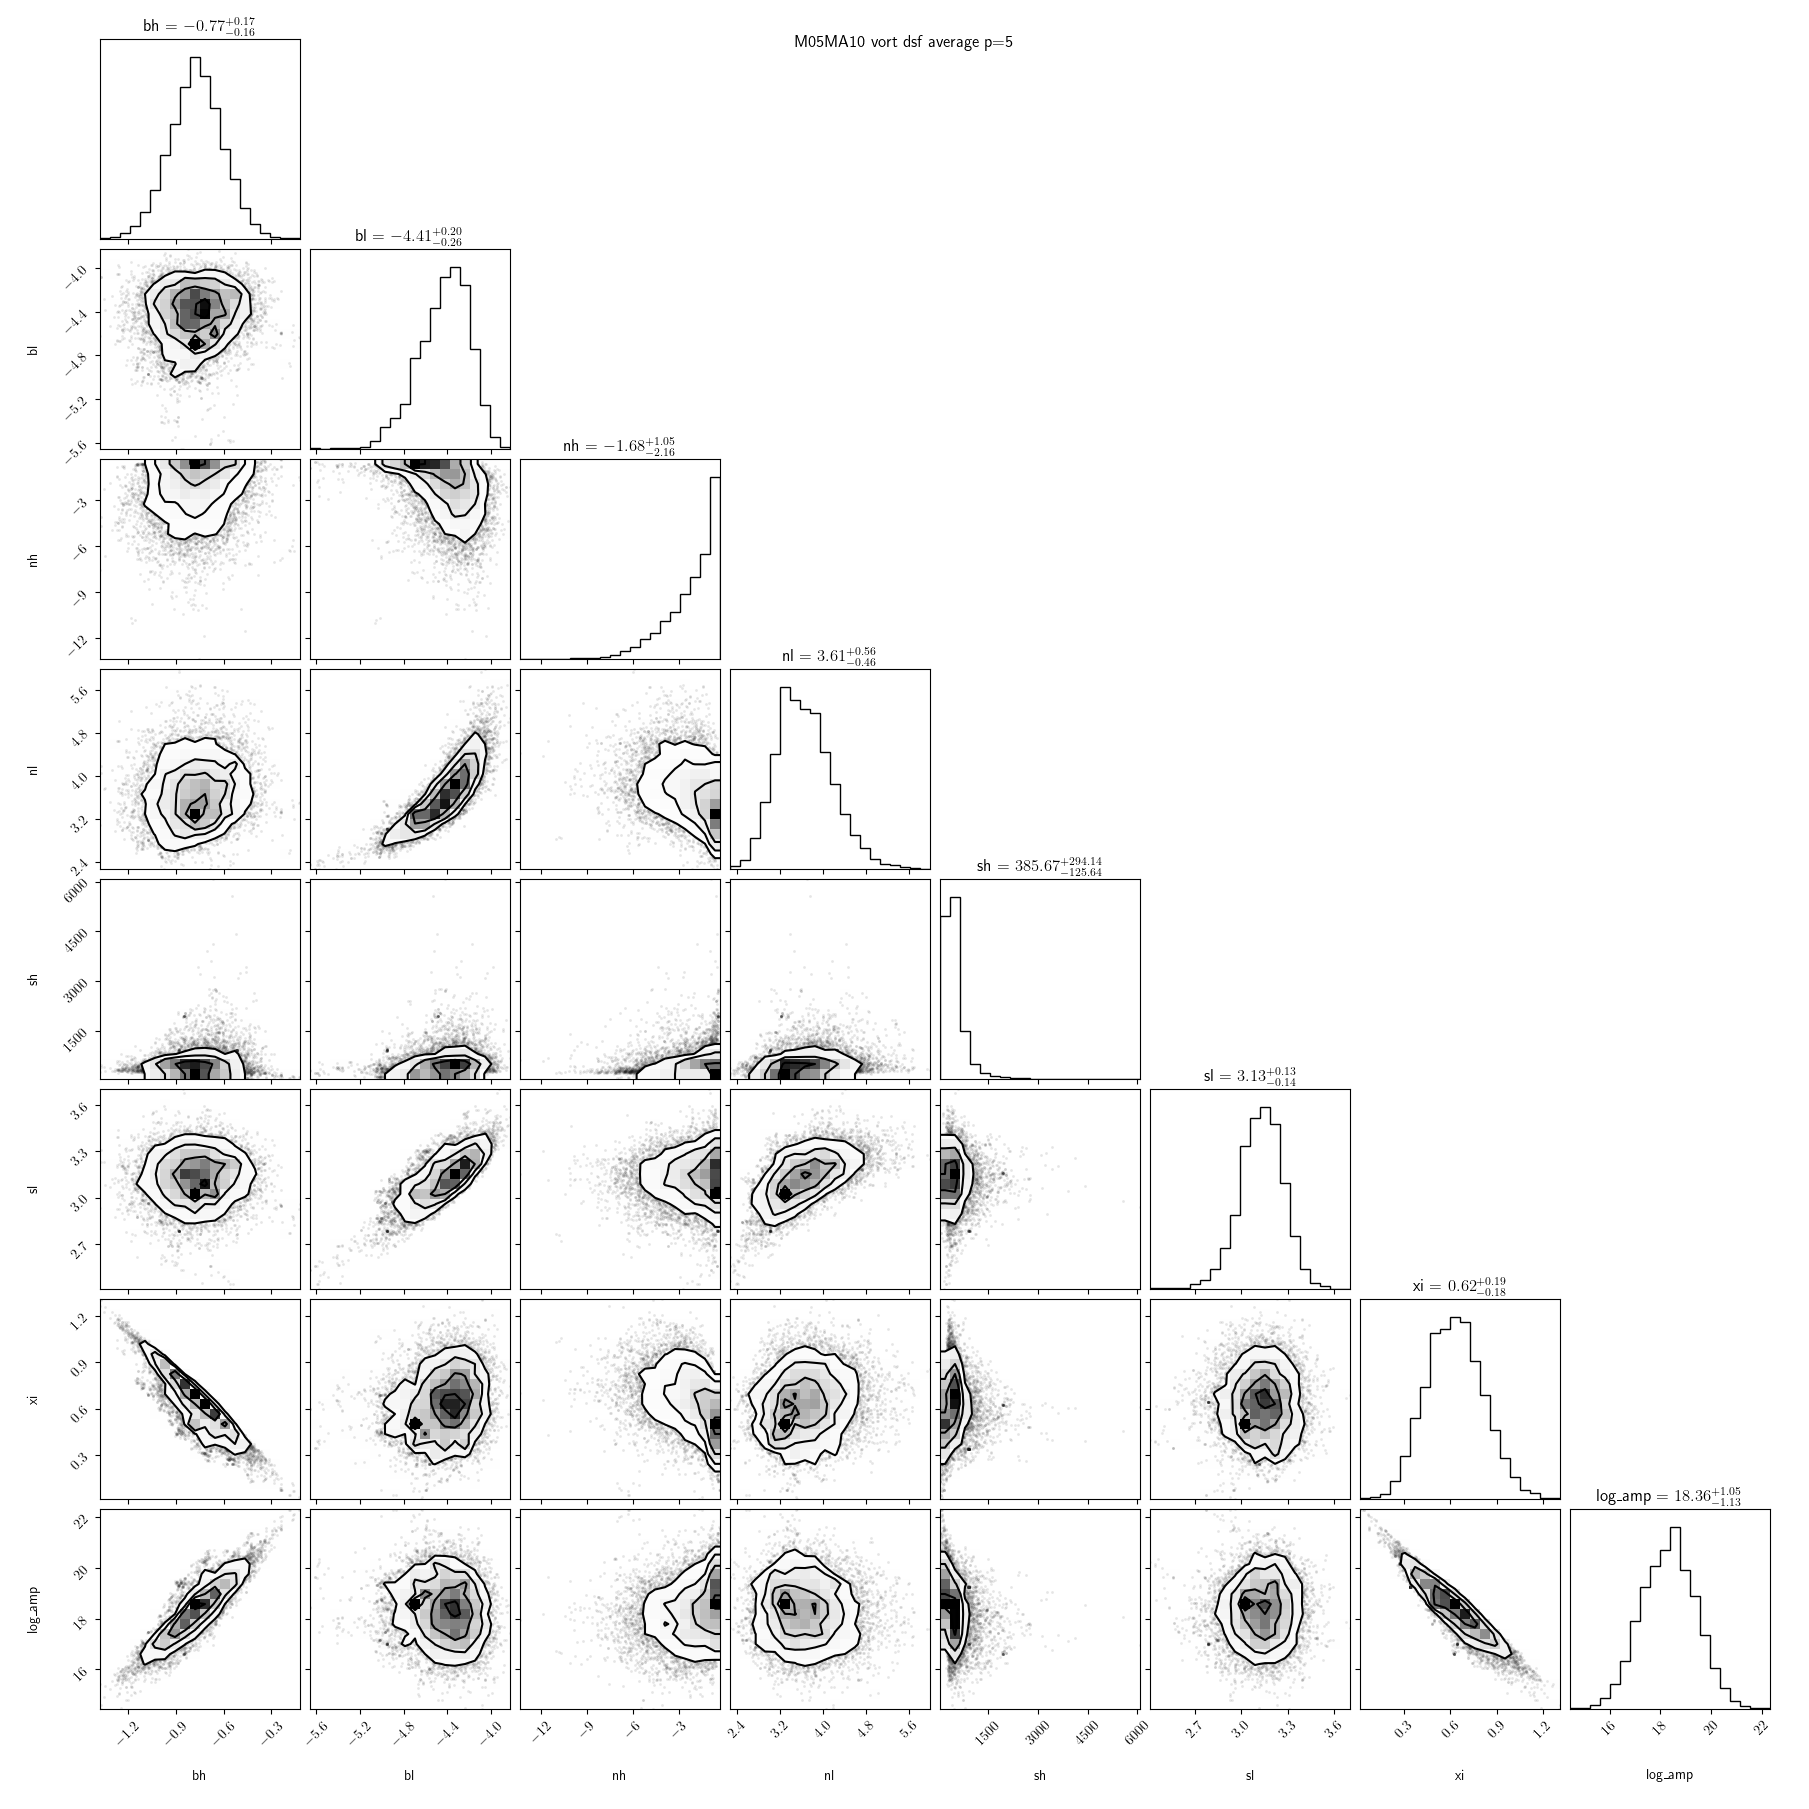 M05MA10 vort dsf average p=5
bh = −0.77 +0.17 −0.16
bl = −4.41 +0.20 −0.26
−4.0
−4.4
−4.8
−5.2
−5.6
bl
nh = −1.68 +1.05 −2.16
−3
−6
−9
−12
nh
nl = 3.61 +0.56 −0.46
5.6
4.8
4.0
3.2
2.4
nl
sh = 385.67 +294.14 −125.64
6000
4500
3000
1500
sh
sl = 3.13 +0.13 −0.14
3.6
3.3
3.0
2.7
sl
xi = 0.62 +0.19 −0.18
1.2
0.9
0.6
0.3
xi
log_amp = 18.36 +1.05 −1.13
22
20
18
16
log_amp
−1.2 −0.9 −0.6 −0.3 −5.6 −5.2 −4.8 −4.4 −4.0 −12 −9 −6 −3 2.4 3.2 4.0 4.8 5.6 1500 3000 4500 6000 2.7 3.0 3.3 3.6 0.3 0.6 0.9 1.2 16 18 20 22
bh bl nh nl sh sl xi log_amp